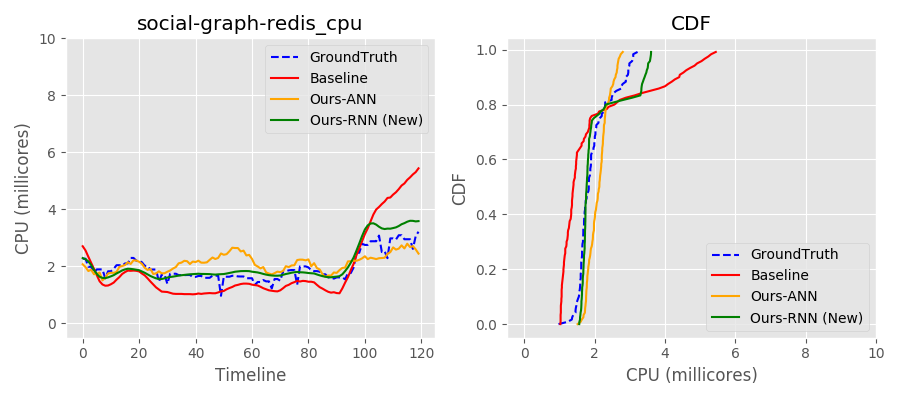 social-graph-redis_cpu
CPU (millicores)
10
8
6
4
2
0
GroundTruth
Baseline
Ours-ANN
Ours-RNN (New)
0 20 40 60 80 100 120
Timeline
CDF
CDF
1.0
0.8
0.6
0.4
0.2
0.0
GroundTruth
Baseline
Ours-ANN
Ours-RNN (New)
0 2 4 6 8 10
CPU (millicores)